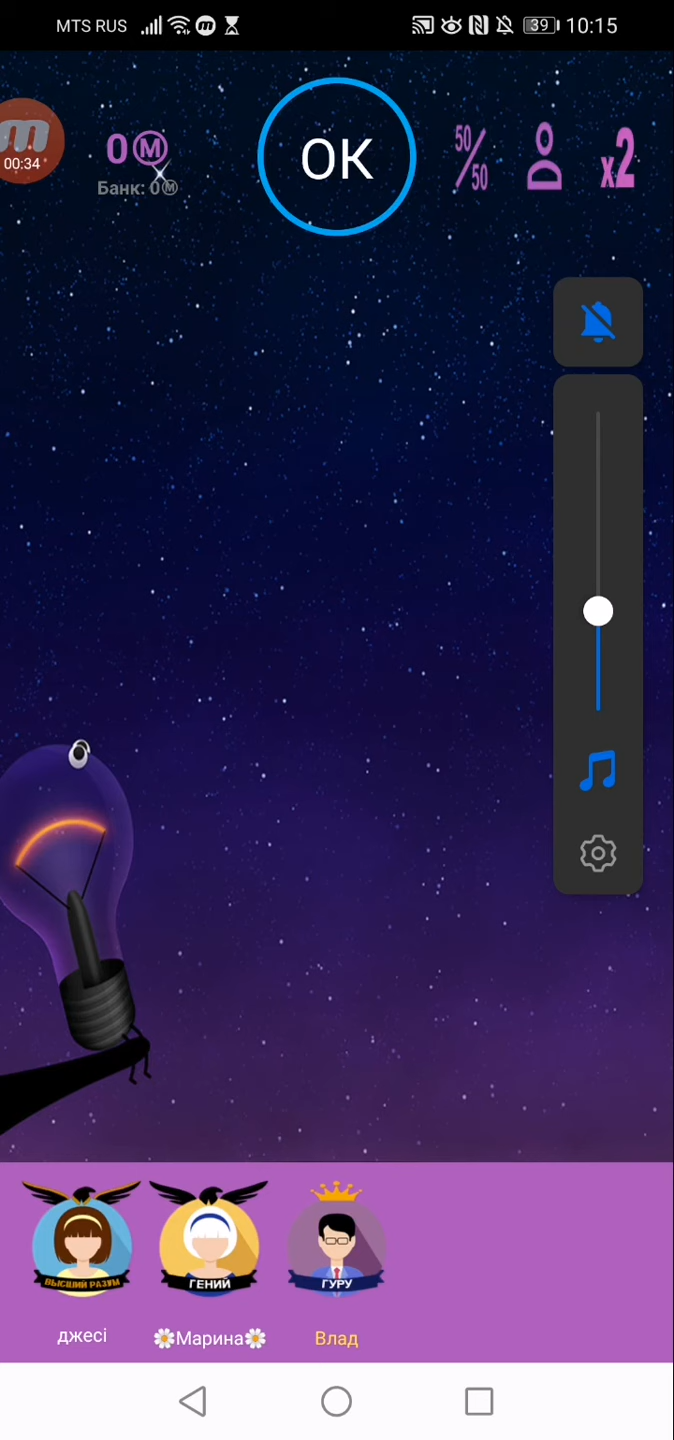 MTS RUS
39
10:15
m
00:34
0Ⓜ
Банк: 0Ⓜ
ОК
50/50
x2
ВЫСШИЙ РАЗУМ
ГЕНИЙ
ГУРУ
джесі
🌼Марина🌼
Влад